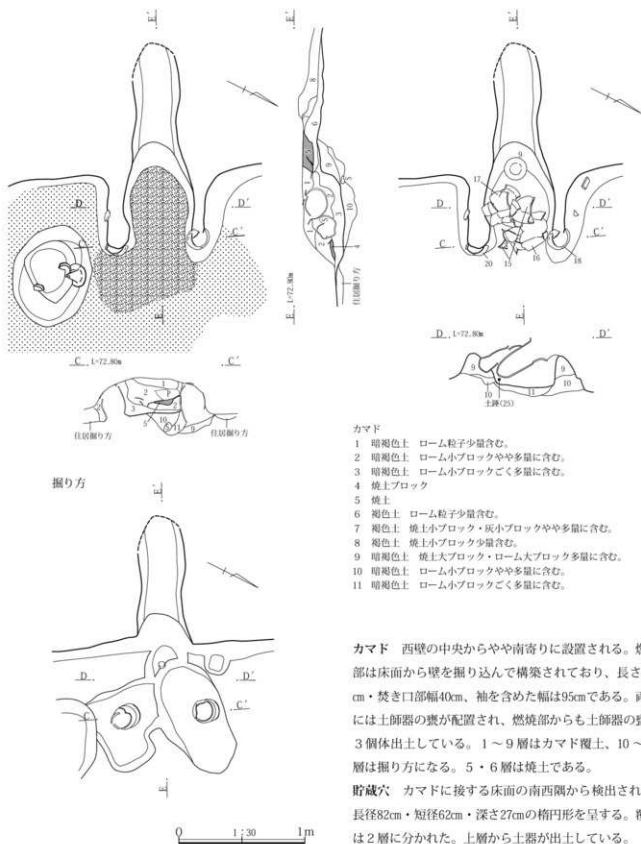 E′
E′
E′
8
6
5
9
1
S
3
10
2
4
住居掘り方
D
D′
C
C′
E
E L=72.80m
9
17
D
D′
C
C′
20
15
16
18
E
C L=72.80m
C′
1
2
P
3
2
10
5
S
11
9
住居掘り方
住居掘り方
D L=72.80m
D′
9
9
10
11
10
土跡(25)
カマド
1 暗褐色土 ローム粒子少量含む。
2 暗褐色土 ローム小ブロックやや多量に含む。
3 暗褐色土 ローム小ブロックごく多量に含む。
4 焼土ブロック
5 焼土
6 褐色土 ローム粒子少量含む。
7 褐色土 焼土小ブロック・灰小ブロックやや多量に含む。
8 褐色土 焼土小ブロック少量含む。
9 暗褐色土 焼土大ブロック・ローム大ブロック多量に含む。
10 暗褐色土 ローム小ブロックやや多量に含む。
11 暗褐色土 ローム小ブロックごく多量に含む。
掘り方
E′
D
D′
C
C′
E
0 1:30 1m
カマド 西壁の中央からやや南寄りに設置される。燃
部は床面から壁を掘り込んで構築されており、長さ
cm・焚き口部幅40cm、袖を含めた幅は95cmである。両
には土師器の甕が配置され、燃焼部からも土師器の甕
3個体出土している。1～9層はカマド覆土、10～
層は掘り方になる。5・6層は焼土である。
貯蔵穴 カマドに接する床面の南西隅から検出され
長径82cm・短径62cm・深さ27cmの楕円形を呈する。覆
は2層に分かれた。上層から土器が出土している。